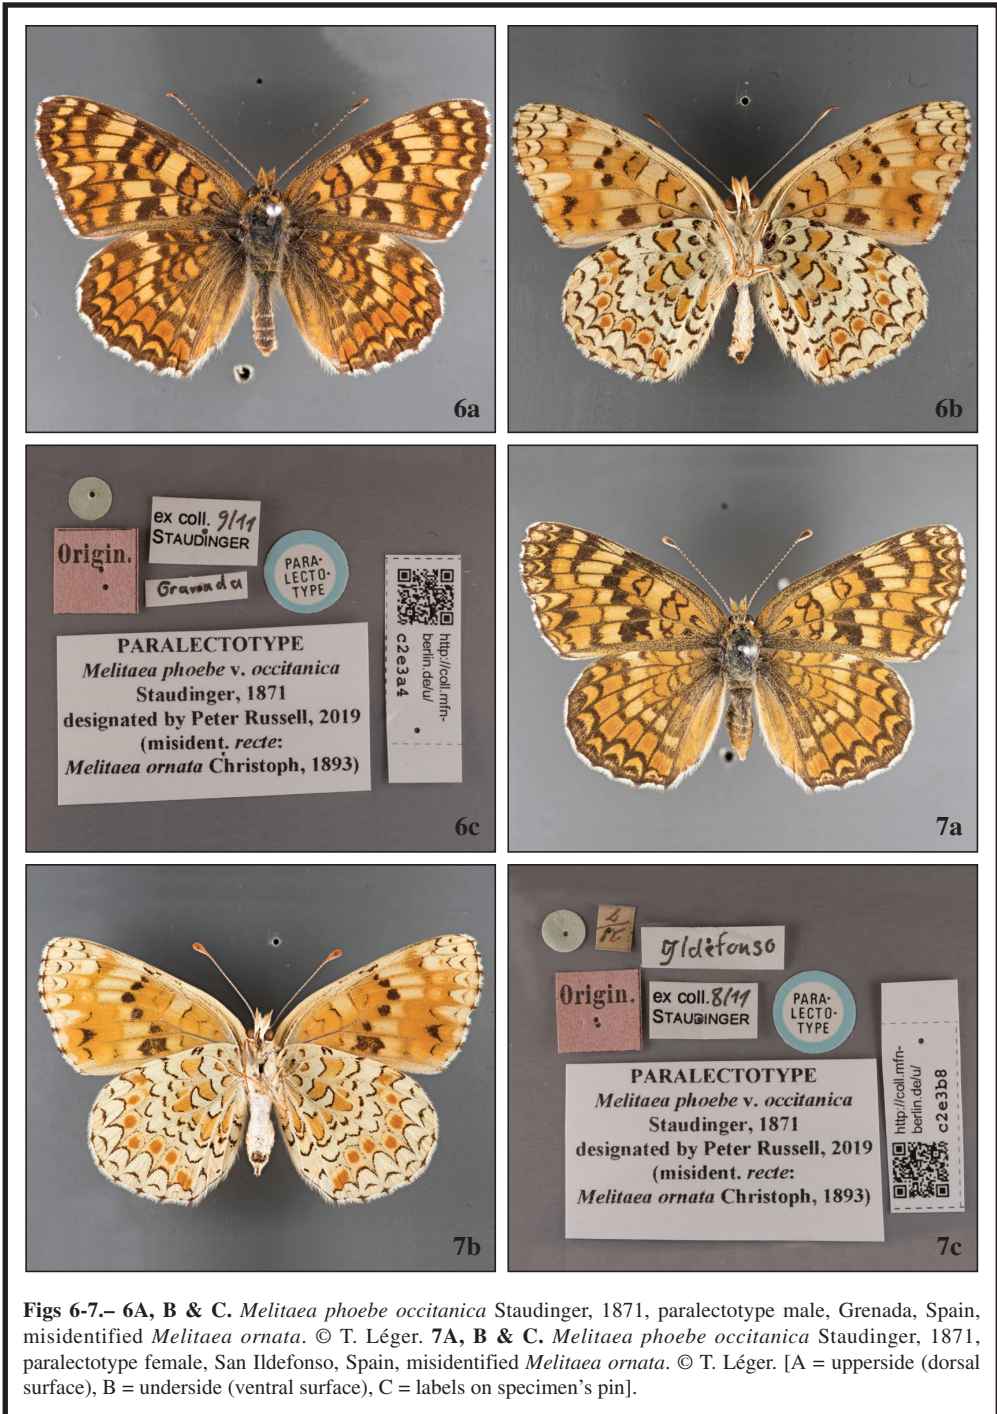 6a
6b
Origin.
ex coll. 9/11
STAUDINGER
Granada
PARA-
LECTO-
TYPE
http://coll.mfn-
berlin.de/u/
c2e3a4
PARALECTOTYPE
Melitaea phoebe v. occitanica
Staudinger, 1871
designated by Peter Russell, 2019
(misident. recte:
Melitaea ornata Christoph, 1893)
6c
7a
7b
Ildefonso
Origin.
ex coll. 8/11
STAUDINGER
PARA-
LECTO-
TYPE
http://coll.mfn-
berlin.de/u/
c2e3b8
PARALECTOTYPE
Melitaea phoebe v. occitanica
Staudinger, 1871
designated by Peter Russell, 2019
(misident. recte:
Melitaea ornata Christoph, 1893)
7c
Figs 6-7.– 6A, B & C. Melitaea phoebe occitanica Staudinger, 1871, paralectotype male, Grenada, Spain,
misidentified Melitaea ornata. © T. Léger. 7A, B & C. Melitaea phoebe occitanica Staudinger, 1871,
paralectotype female, San Ildefonso, Spain, misidentified Melitaea ornata. © T. Léger. [A = upperside (dorsal
surface), B = underside (ventral surface), C = labels on specimen's pin].